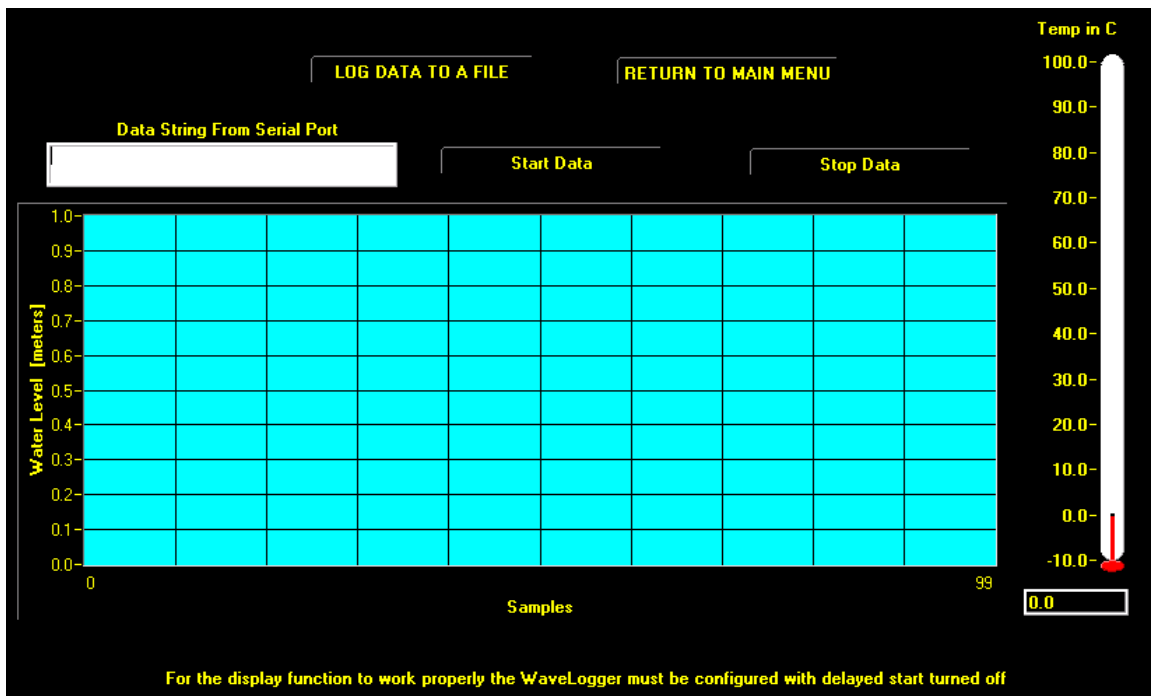 Temp in C
LOG DATA TO A FILE
RETURN TO MAIN MENU
Data String From Serial Port
Start Data
Stop Data
Water Level [meters]
1.0
0.9
0.8
0.7
0.6
0.5
0.4
0.3
0.2
0.1
0.0
0
99
Samples
100.0
90.0
80.0
70.0
60.0
50.0
40.0
30.0
20.0
10.0
0.0
-10.0
0.0
For the display function to work properly the WaveLogger must be configured with delayed start turned off